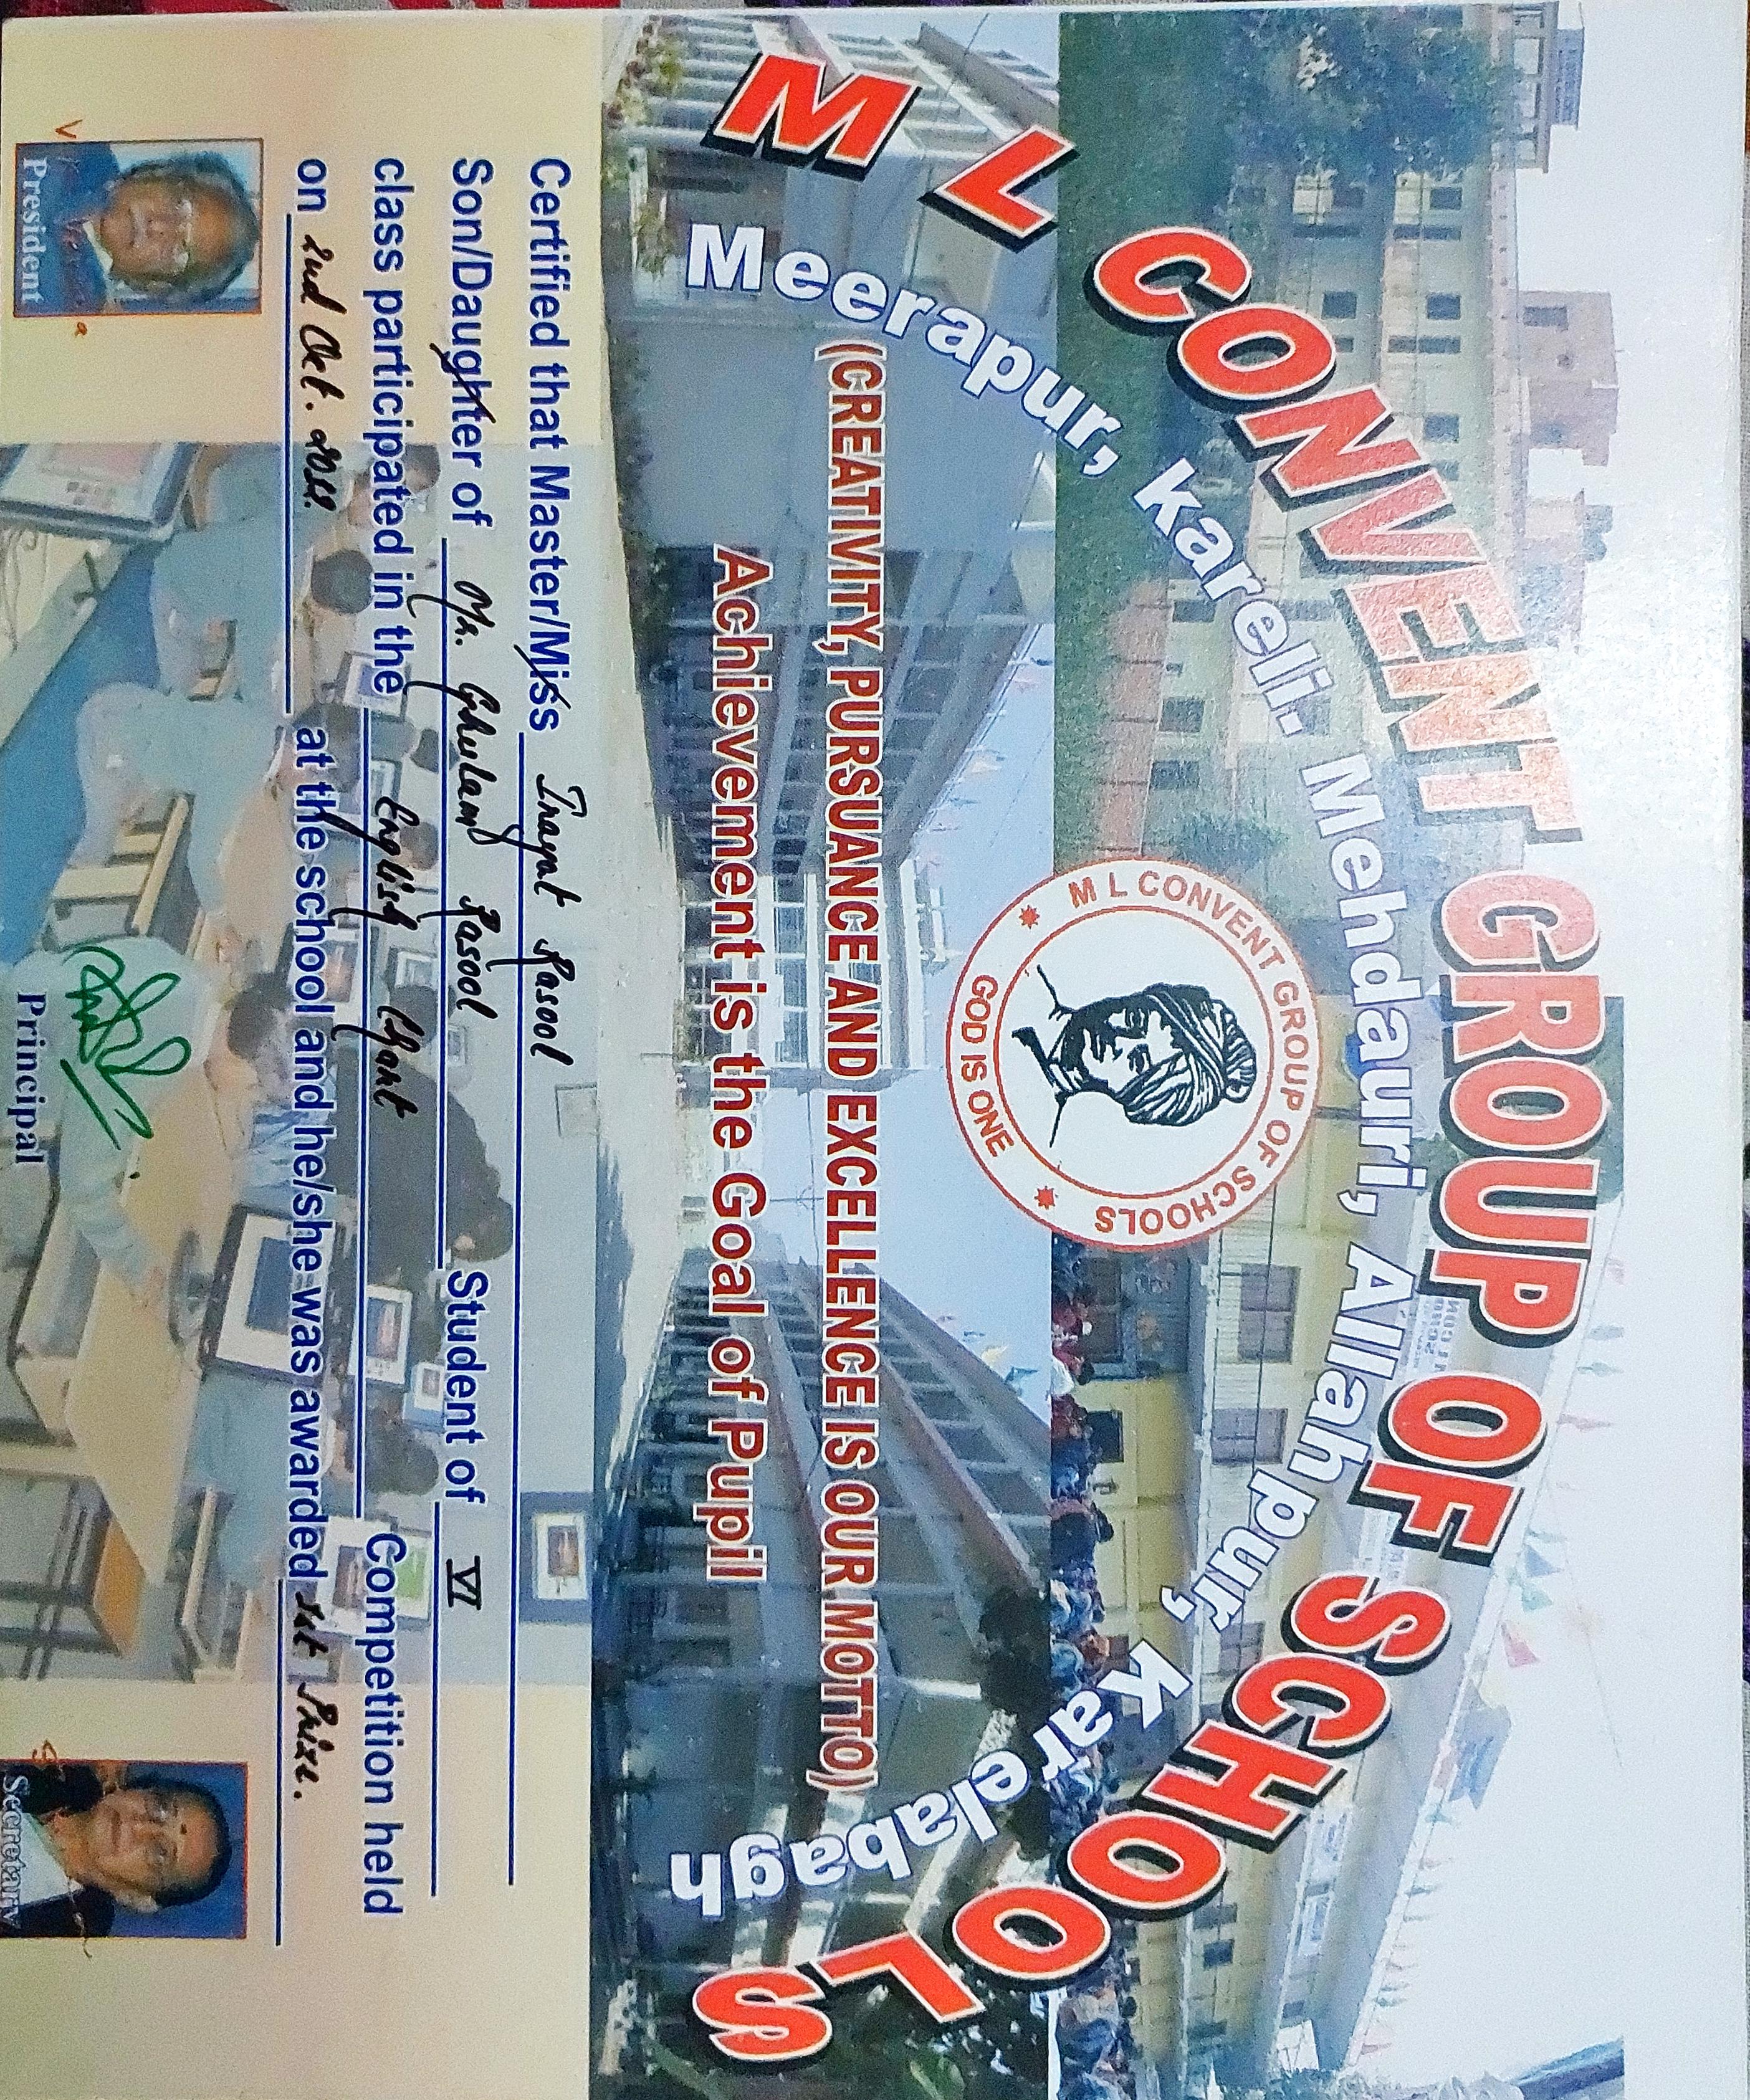 M L CONVENT GROUP OF SCHOOLS
Meerapur, kareli. Mehdauri, Allahpur, Karelabagh
M L CONVENT GROUP OF SCHOOLS
GOD IS ONE
(CREATIVITY, PURSUANCE AND EXCELLENCE IS OUR MOTTO)
Achievement is the Goal of Pupil
Certified that Master/Miss Inayat Rasool
Son/Daughter of Mr. Ghulam Rasool Student of VI
class participated in the English Chant Competition held
on 2nd Oct. at the school and he/she was awarded 1st Prize.
President
Principal
Secretary